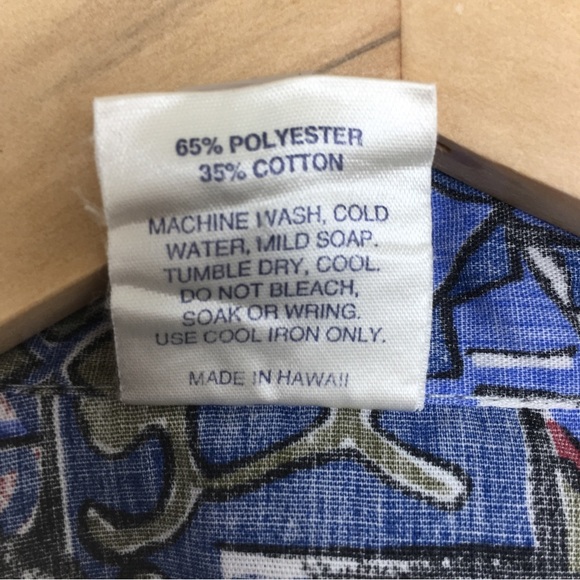 65% POLYESTER
35% COTTON
MACHINE WASH, COLD
WATER, MILD SOAP.
TUMBLE DRY, COOL.
DO NOT BLEACH,
SOAK OR WRING.
USE COOL IRON ONLY.
MADE IN HAWAII